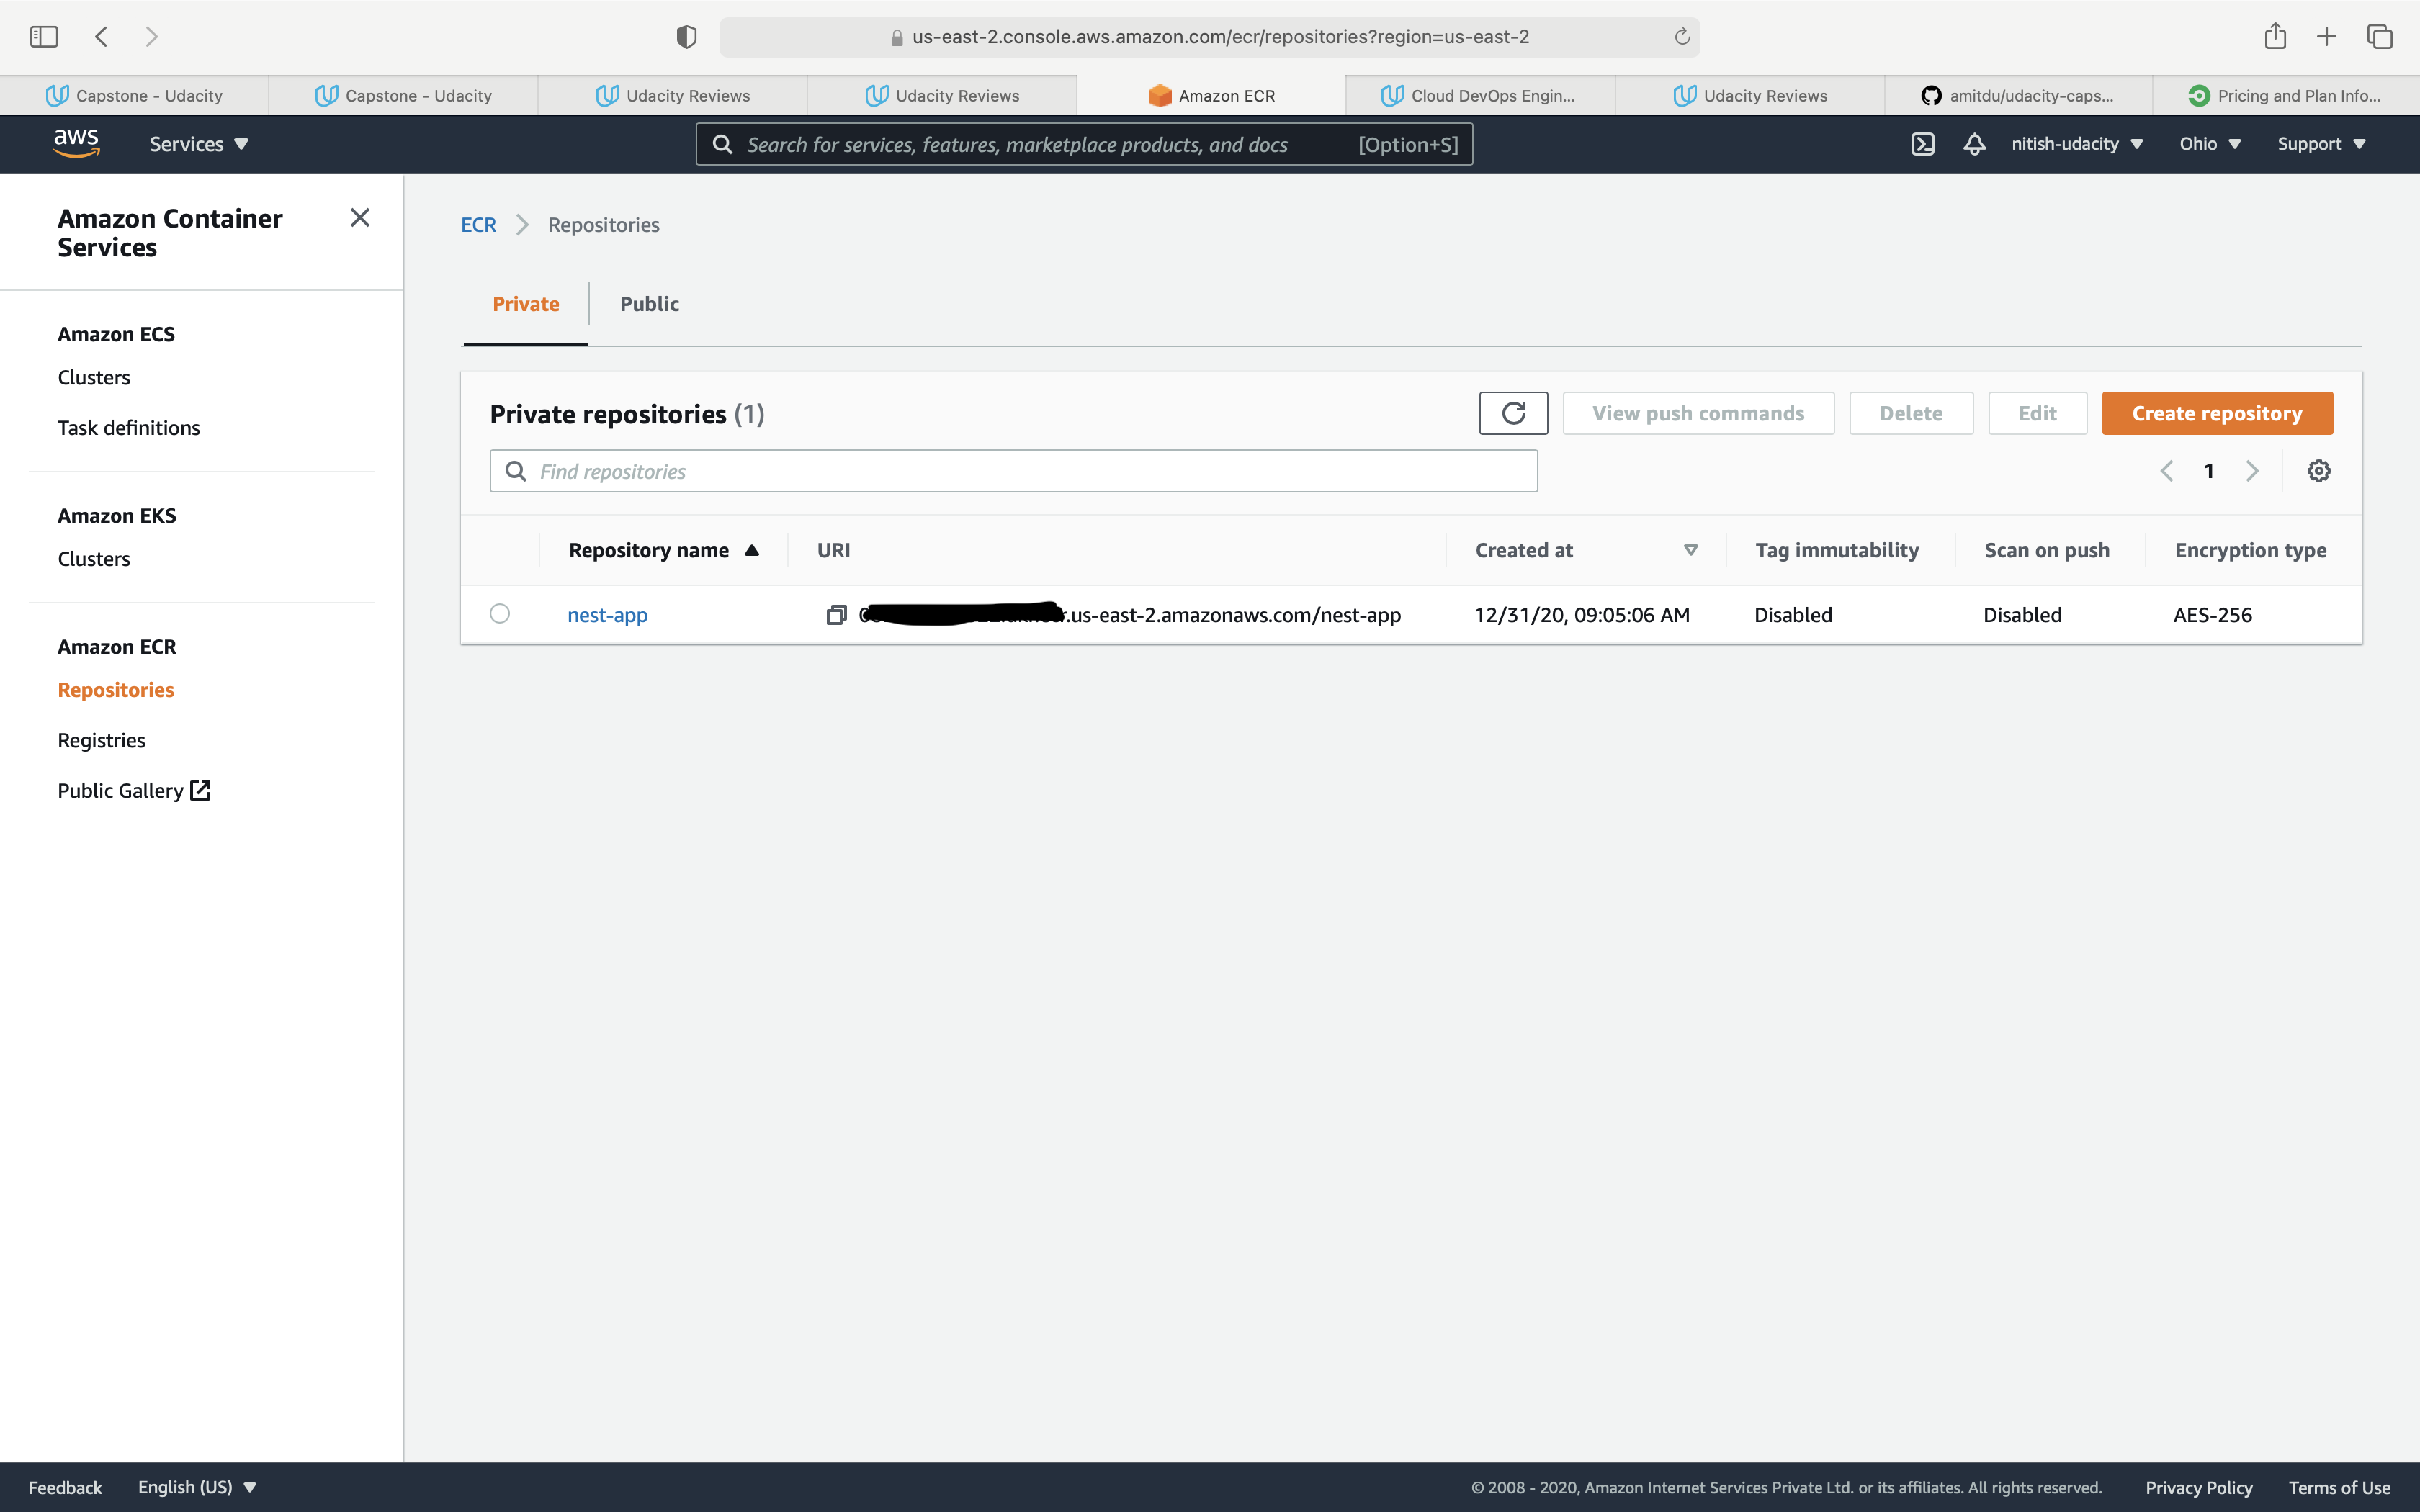 us-east-2.console.aws.amazon.com/ecr/repositories?region=us-east-2
Capstone - Udacity
Capstone - Udacity
Udacity Reviews
Udacity Reviews
Amazon ECR
Cloud DevOps Engin...
Udacity Reviews
amitdu/udacity-caps...
Pricing and Plan Info...
aws
Services
Search for services, features, marketplace products, and docs [Option+S]
nitish-udacity
Ohio
Support
Amazon Container
Services
Amazon ECS
Clusters
Task definitions
Amazon EKS
Clusters
Amazon ECR
Repositories
Registries
Public Gallery
ECR
Repositories
Private
Public
Private repositories (1)
View push commands
Delete
Edit
Create repository
Find repositories
1
Repository name
URI
Created at
Tag immutability
Scan on push
Encryption type
nest-app
.us-east-2.amazonaws.com/nest-app
12/31/20, 09:05:06 AM
Disabled
Disabled
AES-256
Feedback
English (US)
© 2008 - 2020, Amazon Internet Services Private Ltd. or its affiliates. All rights reserved.
Privacy Policy
Terms of Use